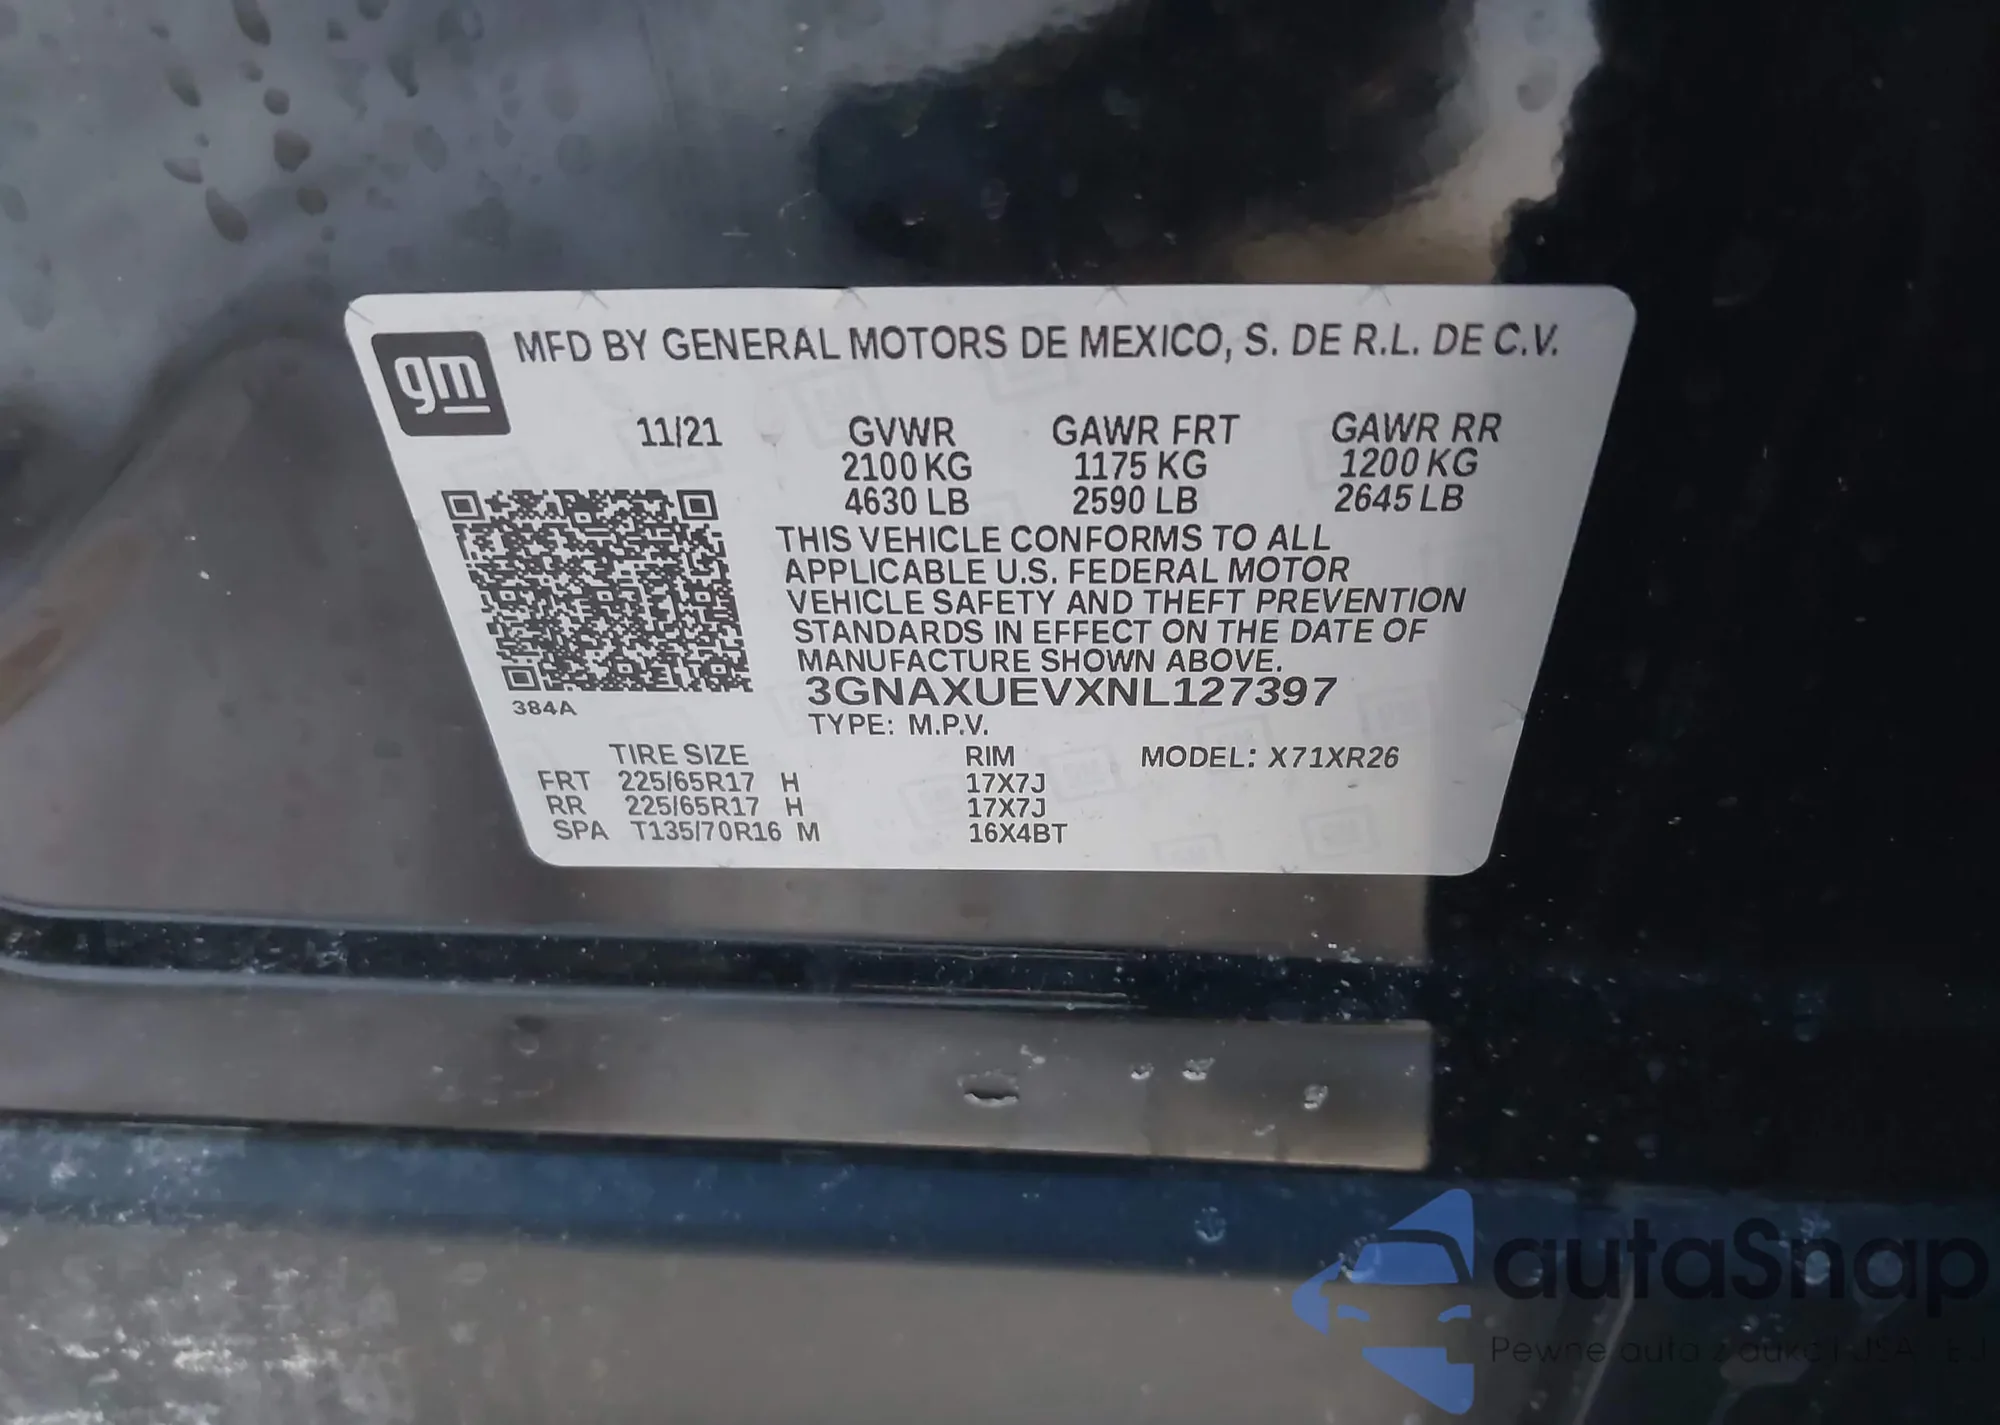 gm
MFD BY GENERAL MOTORS DE MEXICO, S. DE R.L. DE C.V.
11/21 GVWR GAWR FRT GAWR RR
2100 KG 1175 KG 1200 KG
4630 LB 2590 LB 2645 LB
THIS VEHICLE CONFORMS TO ALL
APPLICABLE U.S. FEDERAL MOTOR
VEHICLE SAFETY AND THEFT PREVENTION
STANDARDS IN EFFECT ON THE DATE OF
MANUFACTURE SHOWN ABOVE.
3GNAXUEVXNL127397
384A
TYPE: M.P.V.
TIRE SIZE RIM MODEL: X71XR26
FRT 225/65R17 H 17X7J
RR 225/65R17 H 17X7J
SPA T135/70R16 M 16X4BT
autaSnap
Pewne auta z